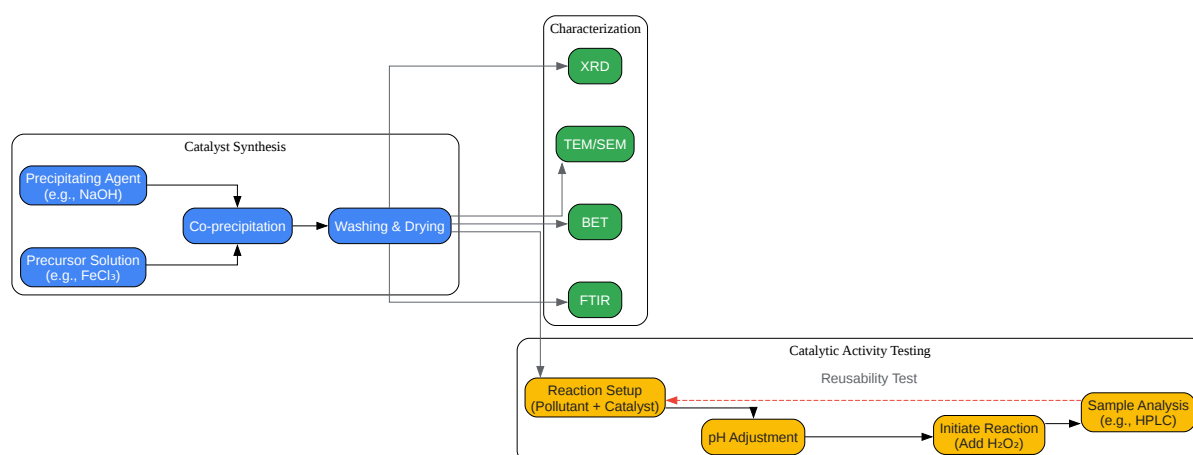 Characterization
XRD
TEM/SEM
BET
FTIR
Catalyst Synthesis
Precipitating Agent
(e.g., NaOH)
Co-precipitation
Washing & Drying
Precursor Solution
(e.g., FeCl₃)
Catalytic Activity Testing
Reusability Test
Reaction Setup
(Pollutant + Catalyst)
pH Adjustment
Initiate Reaction
(Add H₂O₂)
Sample Analysis
(e.g., HPLC)